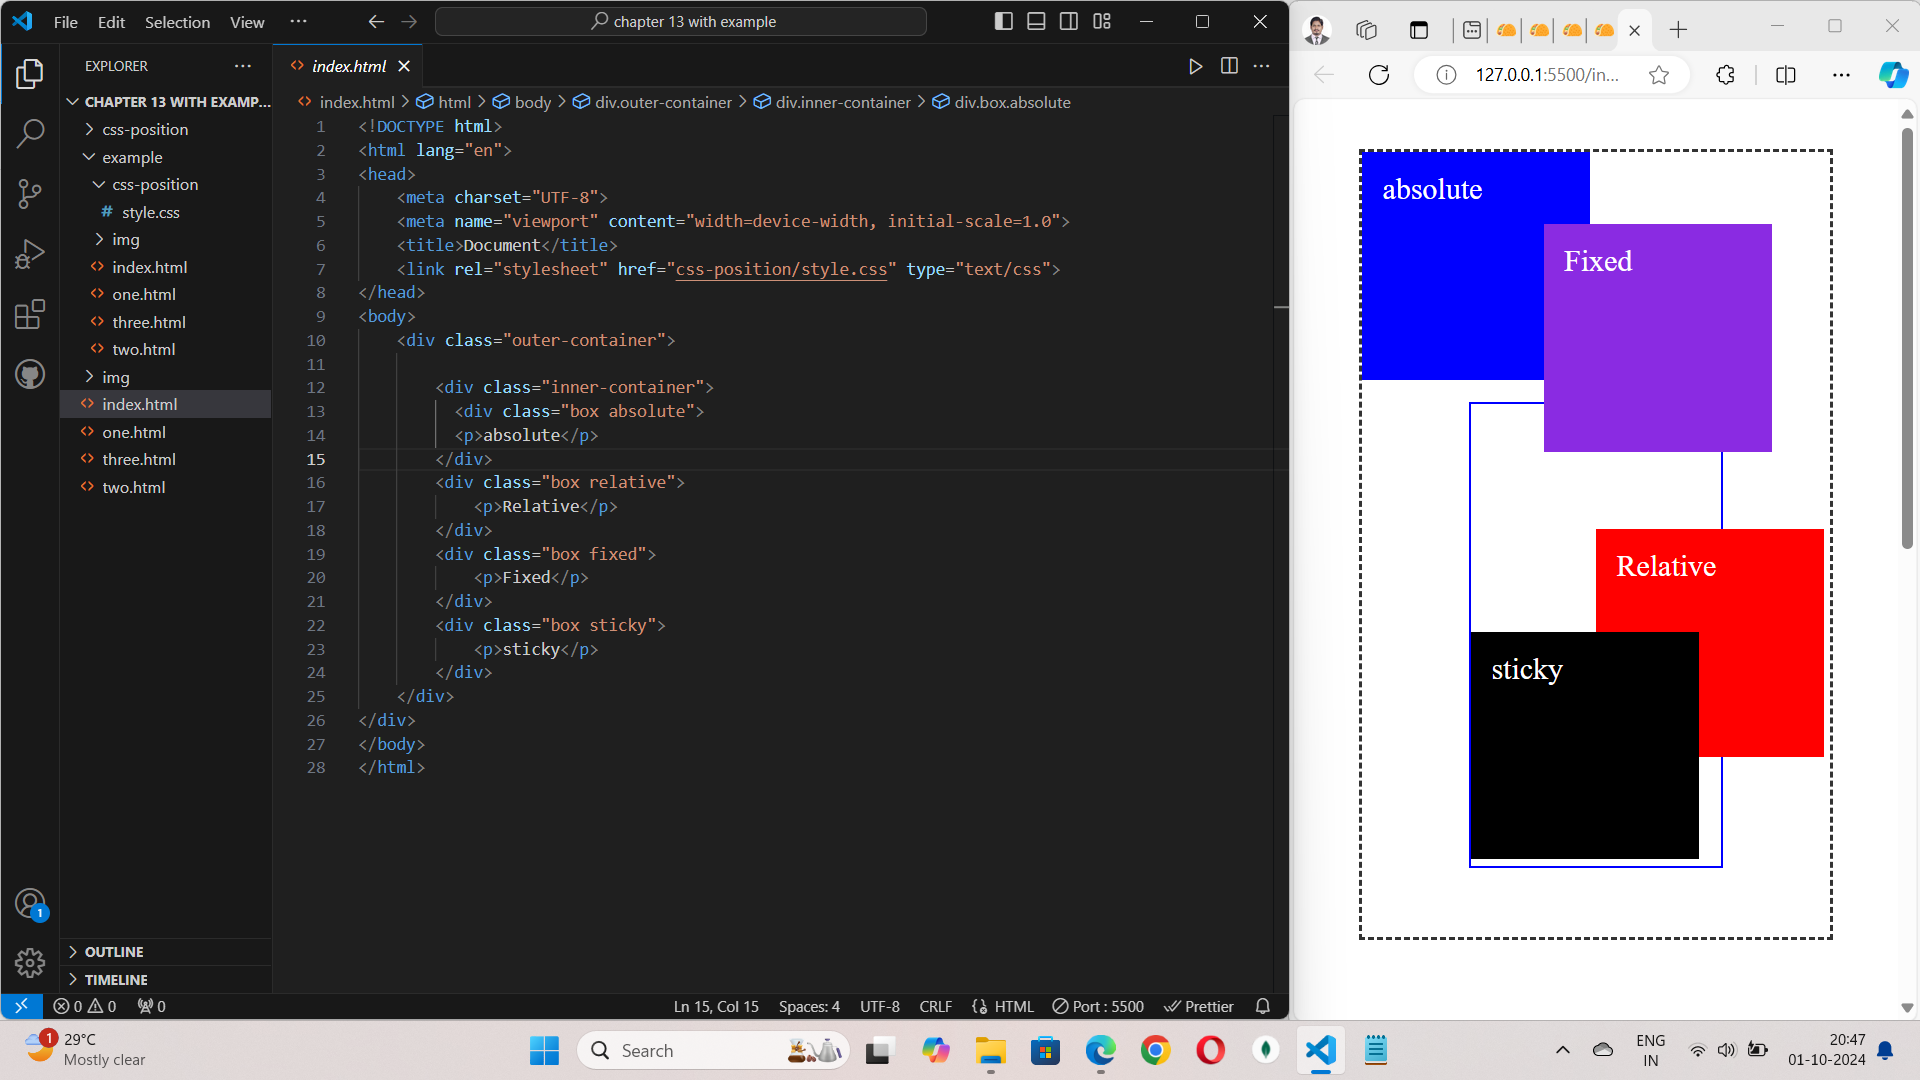 File Edit Selection View ... chapter 13 with example
EXPLORER ...
CHAPTER 13 WITH EXAMP...
css-position
example
css-position
# style.css
img
index.html
one.html
three.html
two.html
img
index.html
one.html
three.html
two.html
OUTLINE
TIMELINE
1
index.html
index.html > html > body > div.outer-container > div.inner-container > div.box.absolute
1 <!DOCTYPE html>
2 <html lang="en">
3 <head>
4 <meta charset="UTF-8">
5 <meta name="viewport" content="width=device-width, initial-scale=1.0">
6 <title>Document</title>
7 <link rel="stylesheet" href="css-position/style.css" type="text/css">
8 </head>
9 <body>
10 <div class="outer-container">
11
12 <div class="inner-container">
13 <div class="box absolute">
14 <p>absolute</p>
15 </div>
16 <div class="box relative">
17 <p>Relative</p>
18 </div>
19 <div class="box fixed">
20 <p>Fixed</p>
21 </div>
22 <div class="box sticky">
23 <p>sticky</p>
24 </div>
25 </div>
26 </div>
27 </body>
28 </html>
0 0 0 Ln 15, Col 15 Spaces: 4 UTF-8 CRLF HTML Port : 5500 Prettier
127.0.0.1:5500/in...
absolute
Fixed
Relative
sticky
1
29°C
Mostly clear
Search
ENG
IN
20:47
01-10-2024